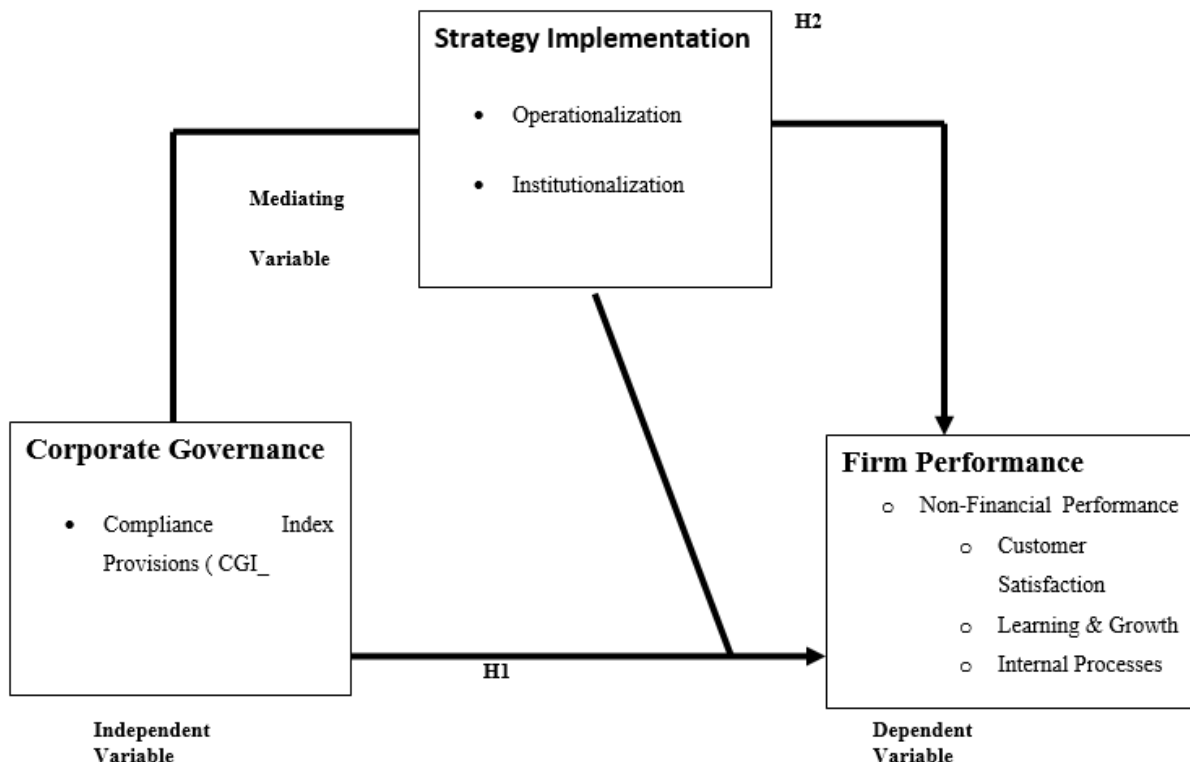 H2
Strategy Implementation
• Operationalization
• Institutionalization
Mediating
Variable
Corporate Governance
• Compliance Index
Provisions ( CGI_
Firm Performance
o Non-Financial Performance
o Customer
Satisfaction
o Learning & Growth
o Internal Processes
H1
Independent
Variable
Dependent
Variable